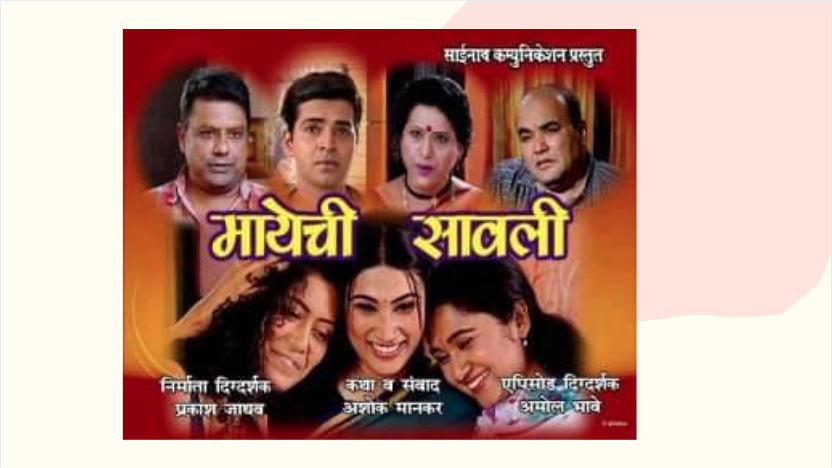 साईनाथ कम्युनिकेशन प्रस्तुत
मायेची सावली
निर्माता दिग्दर्शक
प्रकाश जाधव
कथा व संवाद
अशोक मानकर
एपिसोड दिग्दर्शक
अमोल भावे